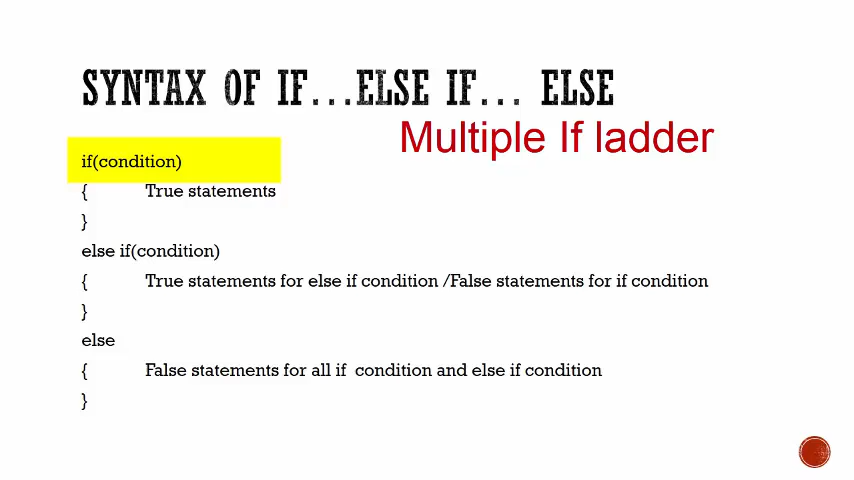 SYNTAX OF IF...ELSE IF... ELSE
Multiple If ladder
if(condition)
{ True statements
}
else if(condition)
{ True statements for else if condition /False statements for if condition
}
else
{ False statements for all if condition and else if condition
}